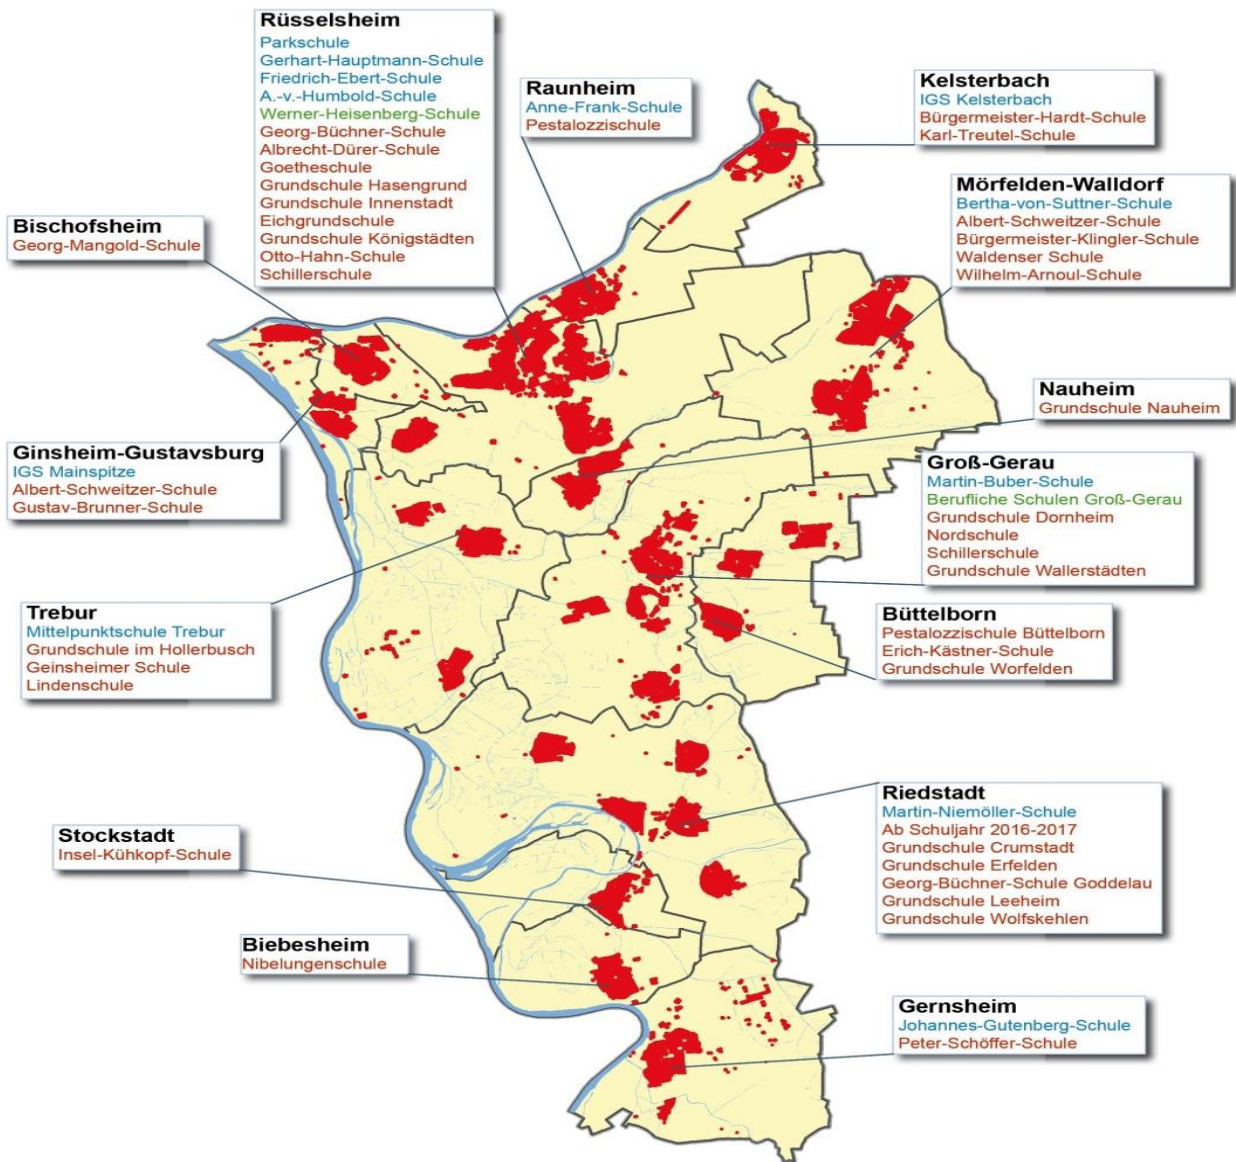 Rüsselsheim
Parkschule
Gerhart-Hauptmann-Schule
Friedrich-Ebert-Schule
A.-v.-Humbold-Schule
Werner-Heisenberg-Schule
Georg-Büchner-Schule
Albrecht-Dürer-Schule
Goetheschule
Grundschule Hasengrund
Grundschule Innenstadt
Eichgrundschule
Grundschule Königstädten
Otto-Hahn-Schule
Schillerschule
Raunheim
Anne-Frank-Schule
Pestalozzischule
Kelsterbach
IGS Kelsterbach
Bürgermeister-Hardt-Schule
Karl-Treutel-Schule
Mörfelden-Walldorf
Bertha-von-Suttner-Schule
Albert-Schweitzer-Schule
Bürgermeister-Klingler-Schule
Waldenser Schule
Wilhelm-Arnoul-Schule
Bischofsheim
Georg-Mangold-Schule
Nauheim
Grundschule Nauheim
Ginsheim-Gustavsburg
IGS Mainspitze
Albert-Schweitzer-Schule
Gustav-Brunner-Schule
Groß-Gerau
Martin-Buber-Schule
Berufliche Schulen Groß-Gerau
Grundschule Dornheim
Nordschule
Schillerschule
Grundschule Wallerstädten
Trebur
Mittelpunktschule Trebur
Grundschule im Hollerbusch
Geinsheimer Schule
Lindenschule
Büttelborn
Pestalozzischule Büttelborn
Erich-Kästner-Schule
Grundschule Worfelden
Riedstadt
Martin-Niemöller-Schule
Ab Schuljahr 2016-2017
Grundschule Crumstadt
Grundschule Erfelden
Georg-Büchner-Schule Goddelau
Grundschule Leeheim
Grundschule Wolfskehlen
Stockstadt
Insel-Kühkopf-Schule
Biebesheim
Nibelungenschule
Gernsheim
Johannes-Gutenberg-Schule
Peter-Schöffer-Schule